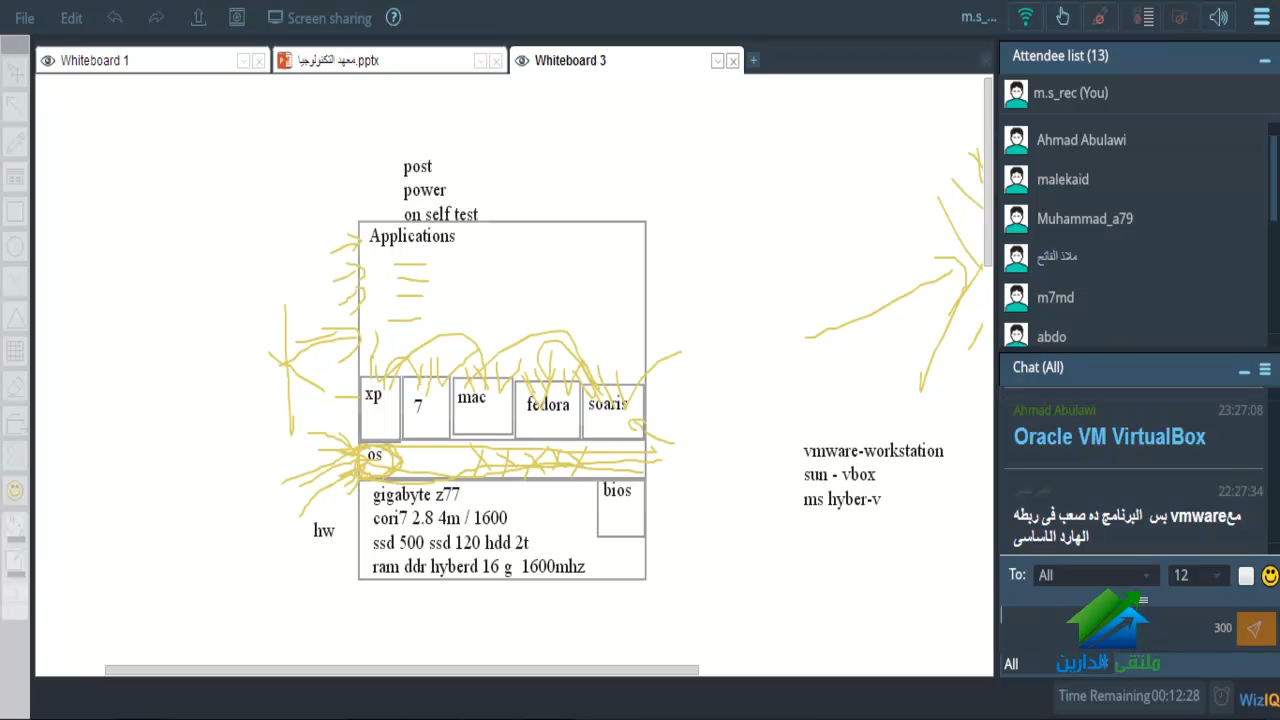 File Edit Screen sharing ? m.s_...
Whiteboard 1
معهد التكنولوجيا.pptx
Whiteboard 3
Attendee list (13)
m.s_rec (You)
Ahmad Abulawi
malekaid
Muhammad_a79
ملاذ الفاتح
m7md
abdo
post
power
on self test
Applications
xp
7
mac
fedora
soaris
os
bios
gigabyte z77
cori7 2.8 4m / 1600
ssd 500 ssd 120 hdd 2t
ram ddr hyberd 16 g 1600mhz
hw
vmware-workstation
sun - vbox
ms hyber-v
Chat (All)
Ahmad Abulawi 23:27:08
Oracle VM VirtualBox
22:27:34
معvmware بس البرنامج ده صعب فى ربطه
الهارد الاساسى
To: All 12
300
All
ملتقى الدارين
Time Remaining00:12:28
WizIQ